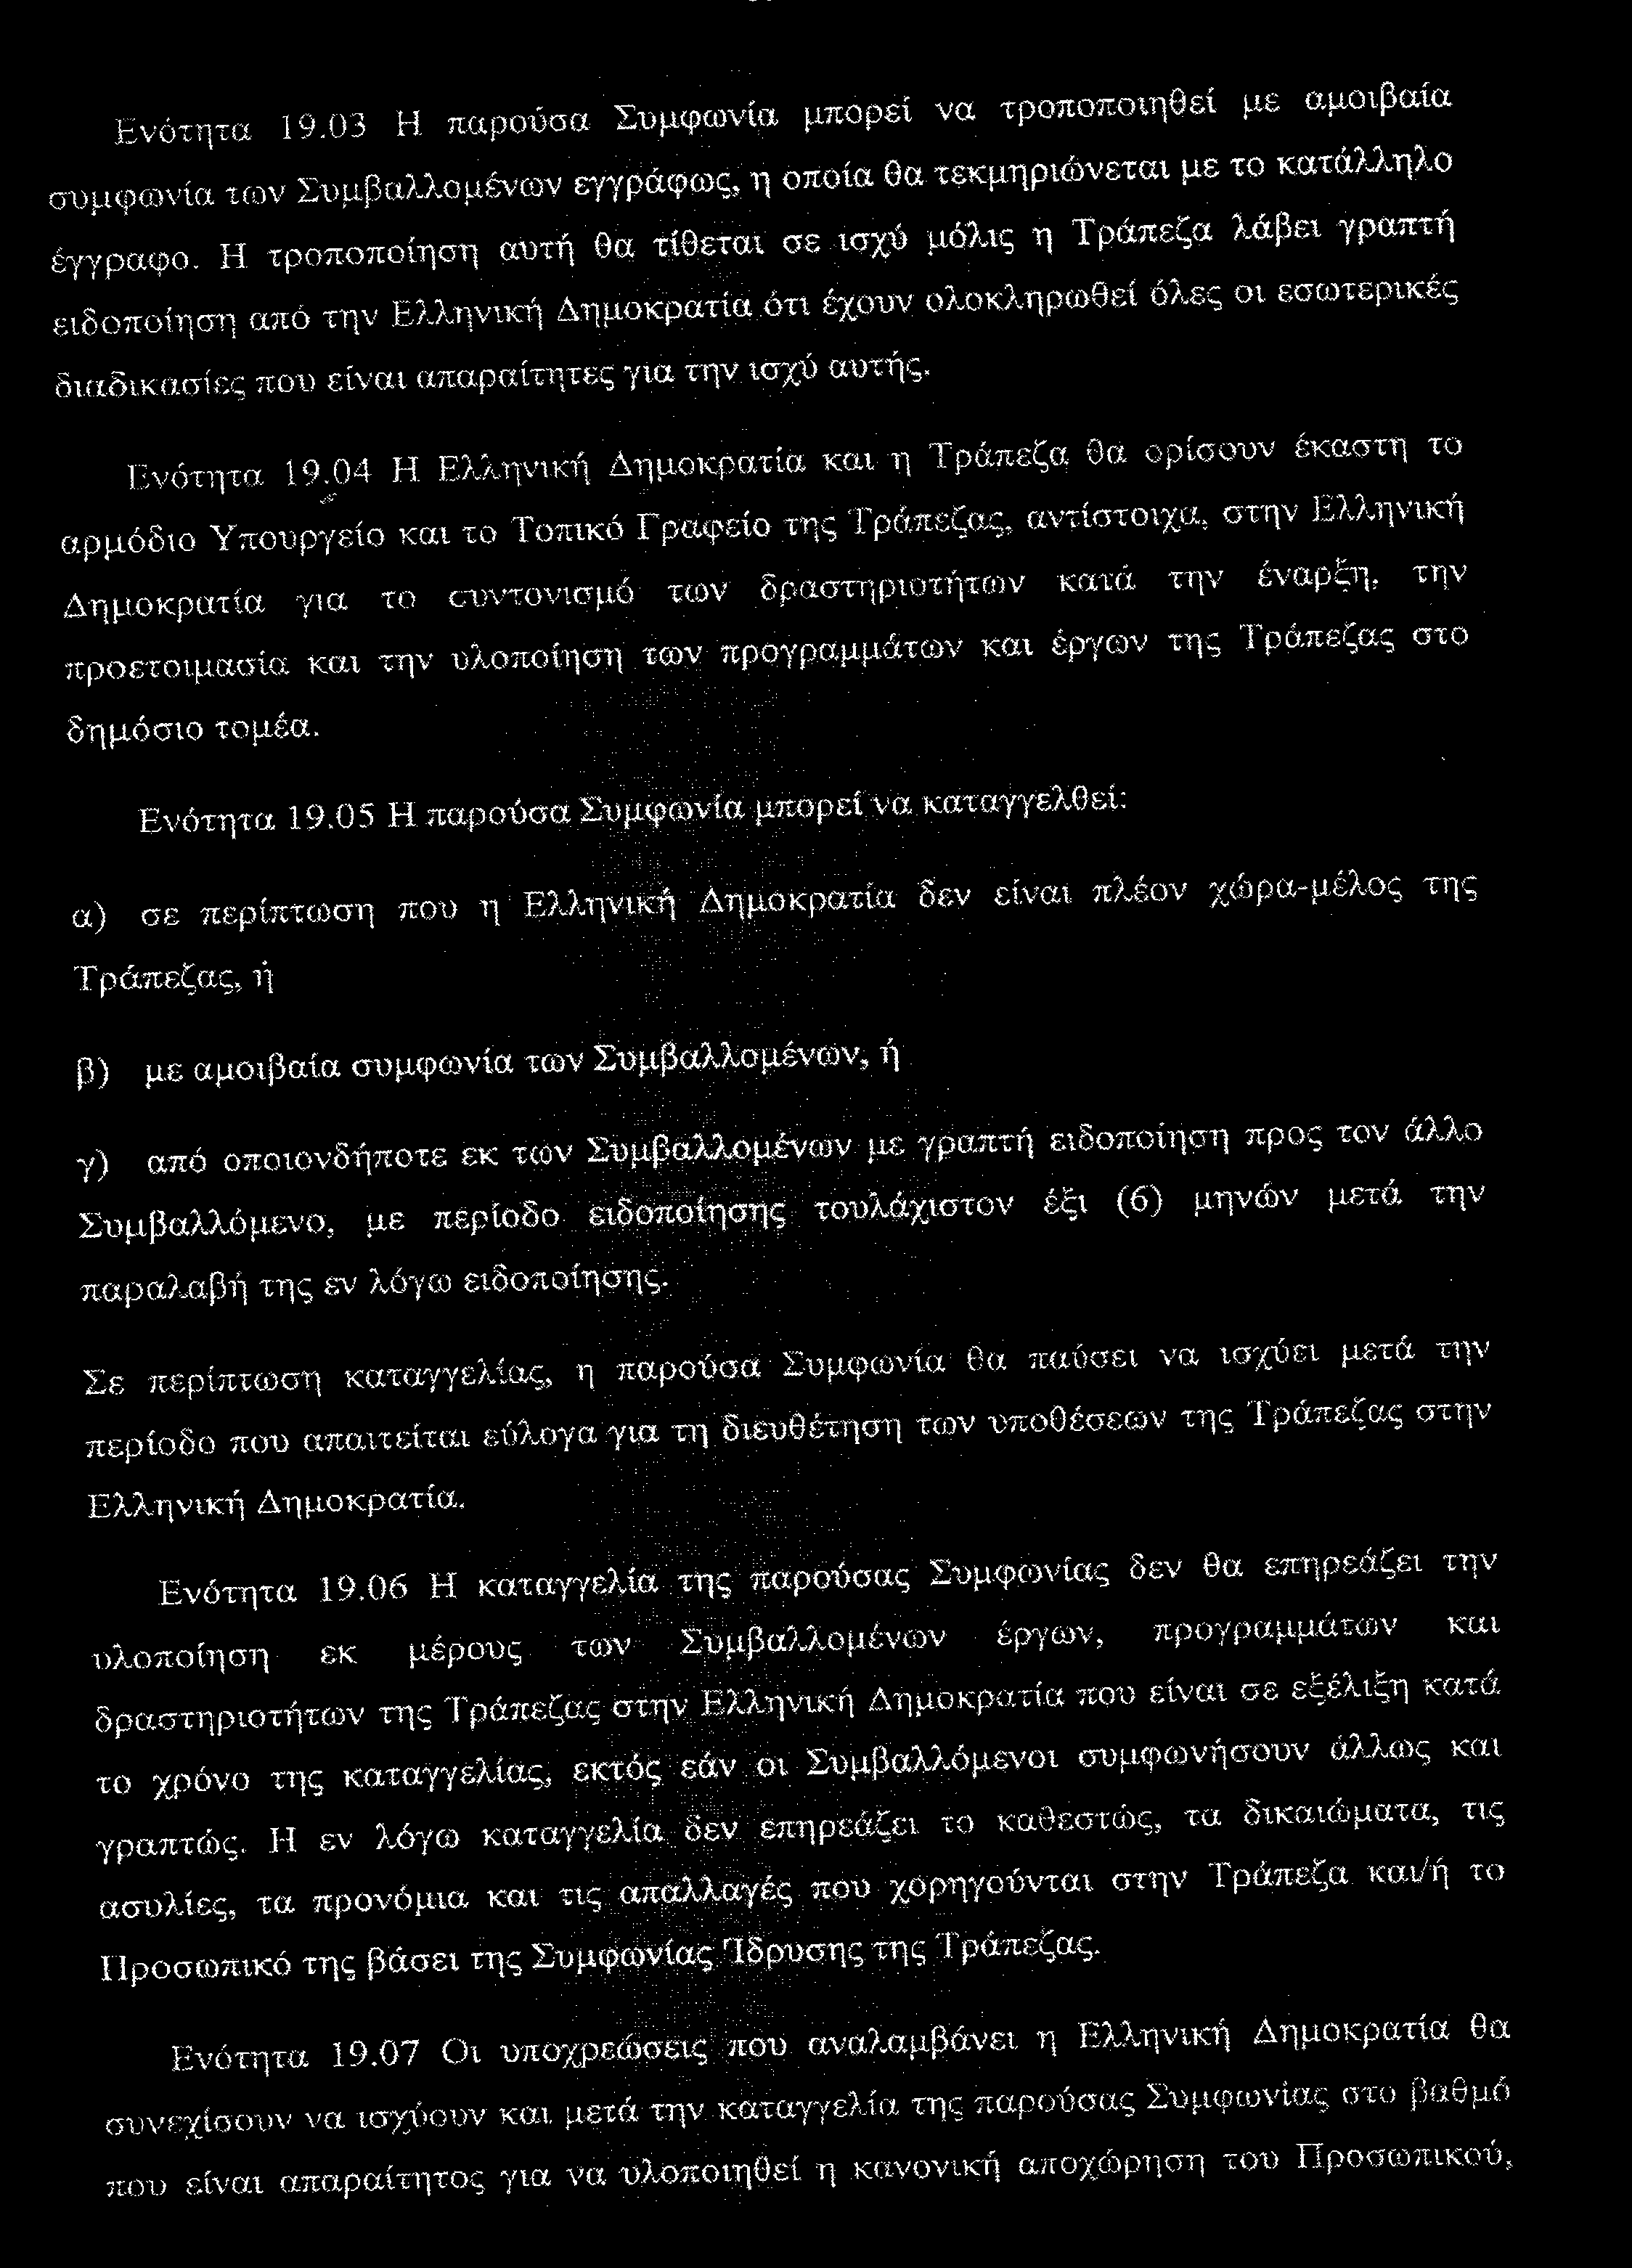 Ενότητα 19.03 Η παρούσα Συμφωνία μπορεί να τροποποιηθεί με αμοιβαία
συμφωνία των Συμβαλλομένων εγγράφως, η οποία θα τεκμηριώνεται με το κατάλληλο
έγγραφο. Η τροποποίηση αυτή θα τίθεται σε ισχύ μόλις η Τράπεζα λάβει γραπτή
ειδοποίηση από την Ελληνική Δημοκρατία ότι έχουν ολοκληρωθεί όλες οι εσωτερικές
διαδικασίες που είναι απαραίτητες για την ισχύ αυτής.
Ενότητα 19.04 Η Ελληνική Δημοκρατία και η Τράπεζα θα ορίσουν έκαστη το
αρμόδιο Υπουργείο και το Τοπικό Γραφείο της Τράπεζας, αντίστοιχα, στην Ελληνική
Δημοκρατία για το συντονισμό των δραστηριοτήτων κατά την έναρξη, την
προετοιμασία και την υλοποίηση των προγραμμάτων και έργων της Τράπεζας στο
δημόσιο τομέα.
Ενότητα 19.05 Η παρούσα Συμφωνία μπορεί να καταγγελθεί:
α) σε περίπτωση που η Ελληνική Δημοκρατία δεν είναι πλέον χώρα-μέλος της
Τράπεζας, ή
β) με αμοιβαία συμφωνία των Συμβαλλομένων, ή
γ) από οποιονδήποτε εκ των Συμβαλλομένων με γραπτή ειδοποίηση προς τον άλλο
Συμβαλλόμενο, με περίοδο ειδοποίησης τουλάχιστον έξι (6) μηνών μετά την
παραλαβή της εν λόγω ειδοποίησης.
Σε περίπτωση καταγγελίας, η παρούσα Συμφωνία θα παύσει να ισχύει μετά την
περίοδο που απαιτείται εύλογα για τη διευθέτηση των υποθέσεων της Τράπεζας στην
Ελληνική Δημοκρατία.
Ενότητα 19.06 Η καταγγελία της παρούσας Συμφωνίας δεν θα επηρεάζει την
υλοποίηση εκ μέρους των Συμβαλλομένων έργων, προγραμμάτων και
δραστηριοτήτων της Τράπεζας στην Ελληνική Δημοκρατία που είναι σε εξέλιξη κατά
το χρόνο της καταγγελίας, εκτός εάν οι Συμβαλλόμενοι συμφωνήσουν άλλως και
γραπτώς. Η εν λόγω καταγγελία δεν επηρεάζει το καθεστώς, τα δικαιώματα, τις
ασυλίες, τα προνόμια και τις απαλλαγές που χορηγούνται στην Τράπεζα και/ή το
Προσωπικό της βάσει της Συμφωνίας Ίδρυσης της Τράπεζας.
Ενότητα 19.07 Οι υποχρεώσεις που αναλαμβάνει η Ελληνική Δημοκρατία θα
συνεχίσουν να ισχύουν και μετά την καταγγελία της παρούσας Συμφωνίας στο βαθμό
που είναι απαραίτητος για να υλοποιηθεί η κανονική αποχώρηση του Προσωπικού,